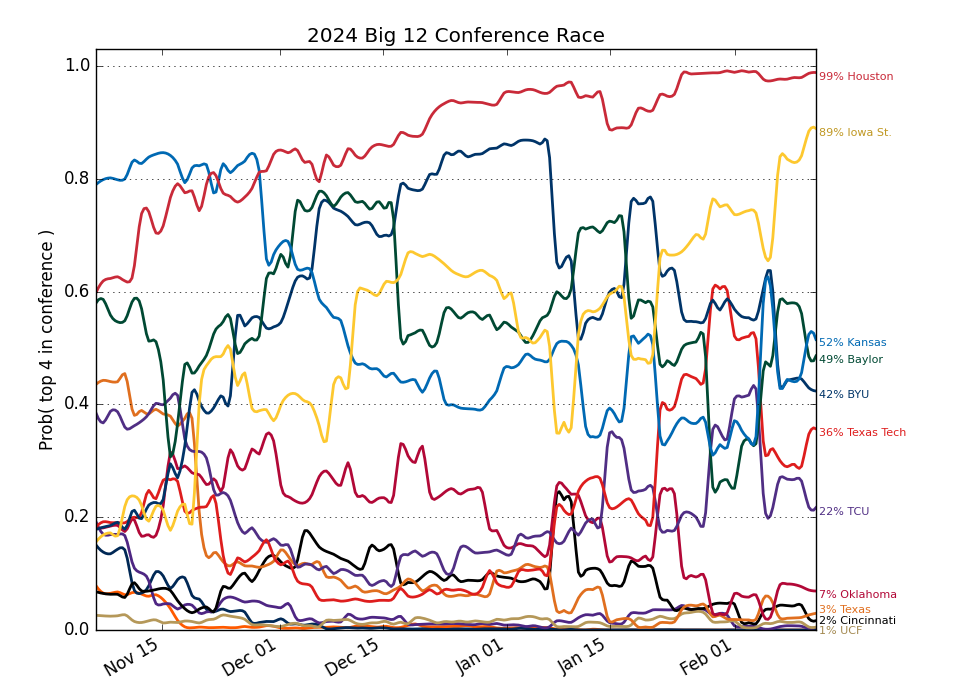 2024 Big 12 Conference Race
Prob( top 4 in conference )
1.0
0.8
0.6
0.4
0.2
0.0
99% Houston
89% Iowa St.
52% Kansas
49% Baylor
42% BYU
36% Texas Tech
22% TCU
7% Oklahoma
3% Texas
2% Cincinnati
1% UCF
Nov 15
Dec 01
Dec 15
Jan 01
Jan 15
Feb 01